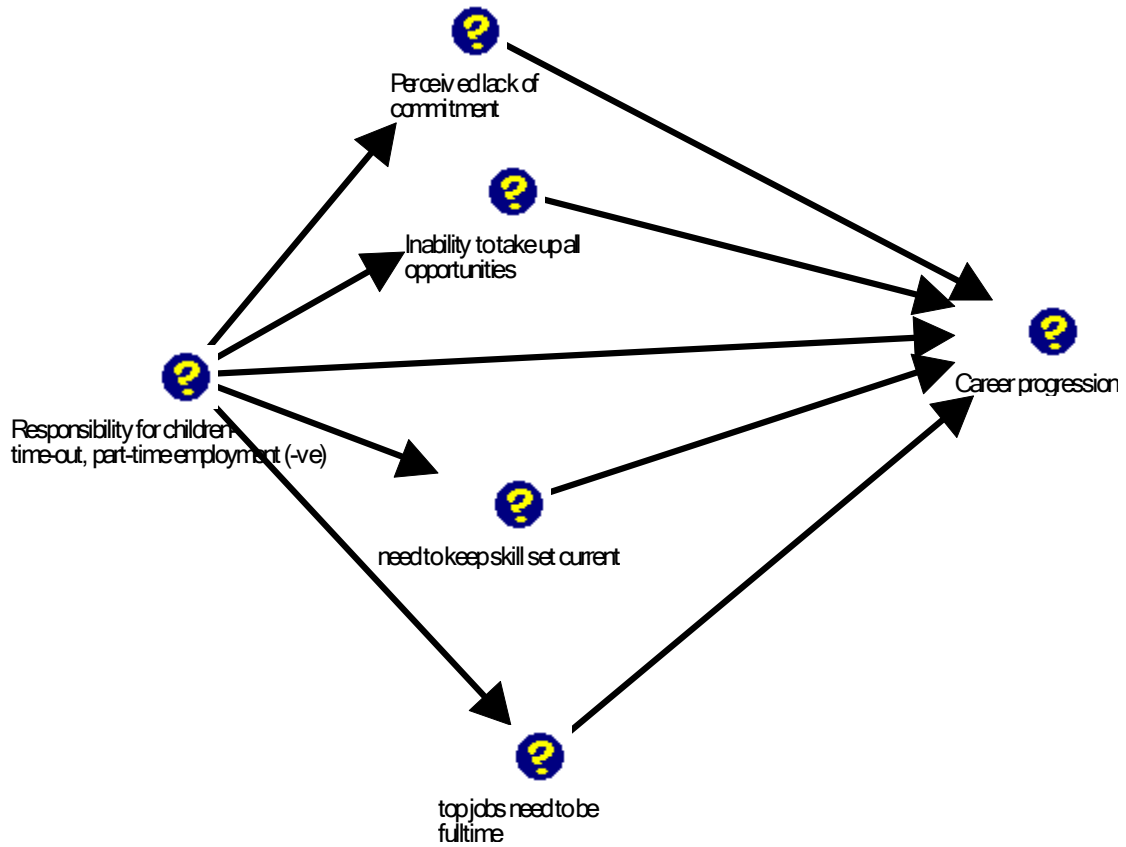 Perceived lack of
commitment
Inability to take up all
opportunities
Career progression
Responsibility for children-
time-out, part-time employment (-ve)
need to keep skill set current
top jobs need to be
fulltime